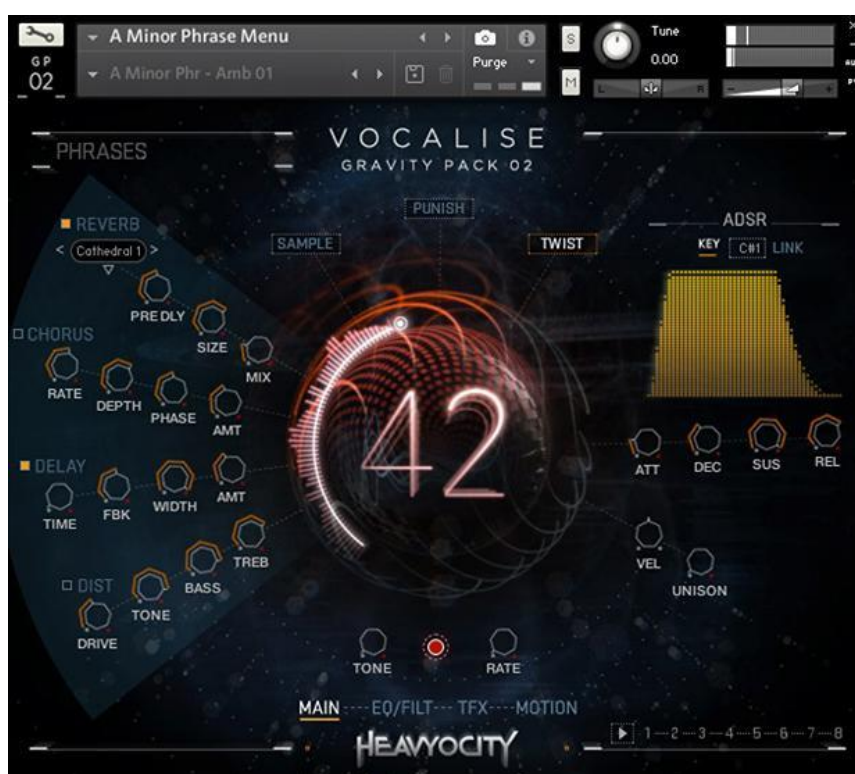 A Minor Phrase Menu
Tune
0.00
S
GP
02
A Minor Phr - Amb 01
Purge
M
L
R
VOCALISE
GRAVITY PACK 02
PHRASES
PUNISH
SAMPLE
TWIST
ADSR
KEY C#1 LINK
REVERB
< Cathedral 1 >
PRE DLY
SIZE
MIX
CHORUS
RATE
DEPTH
PHASE
AMT
42
DELAY
TIME
FBK
WIDTH
AMT
DIST
DRIVE
TONE
BASS
TREB
ATT
DEC
SUS
REL
VEL
UNISON
TONE
RATE
MAIN EQ/FILT TFX MOTION
HEAVYOCITY
1 2 3 4 5 6 7 8